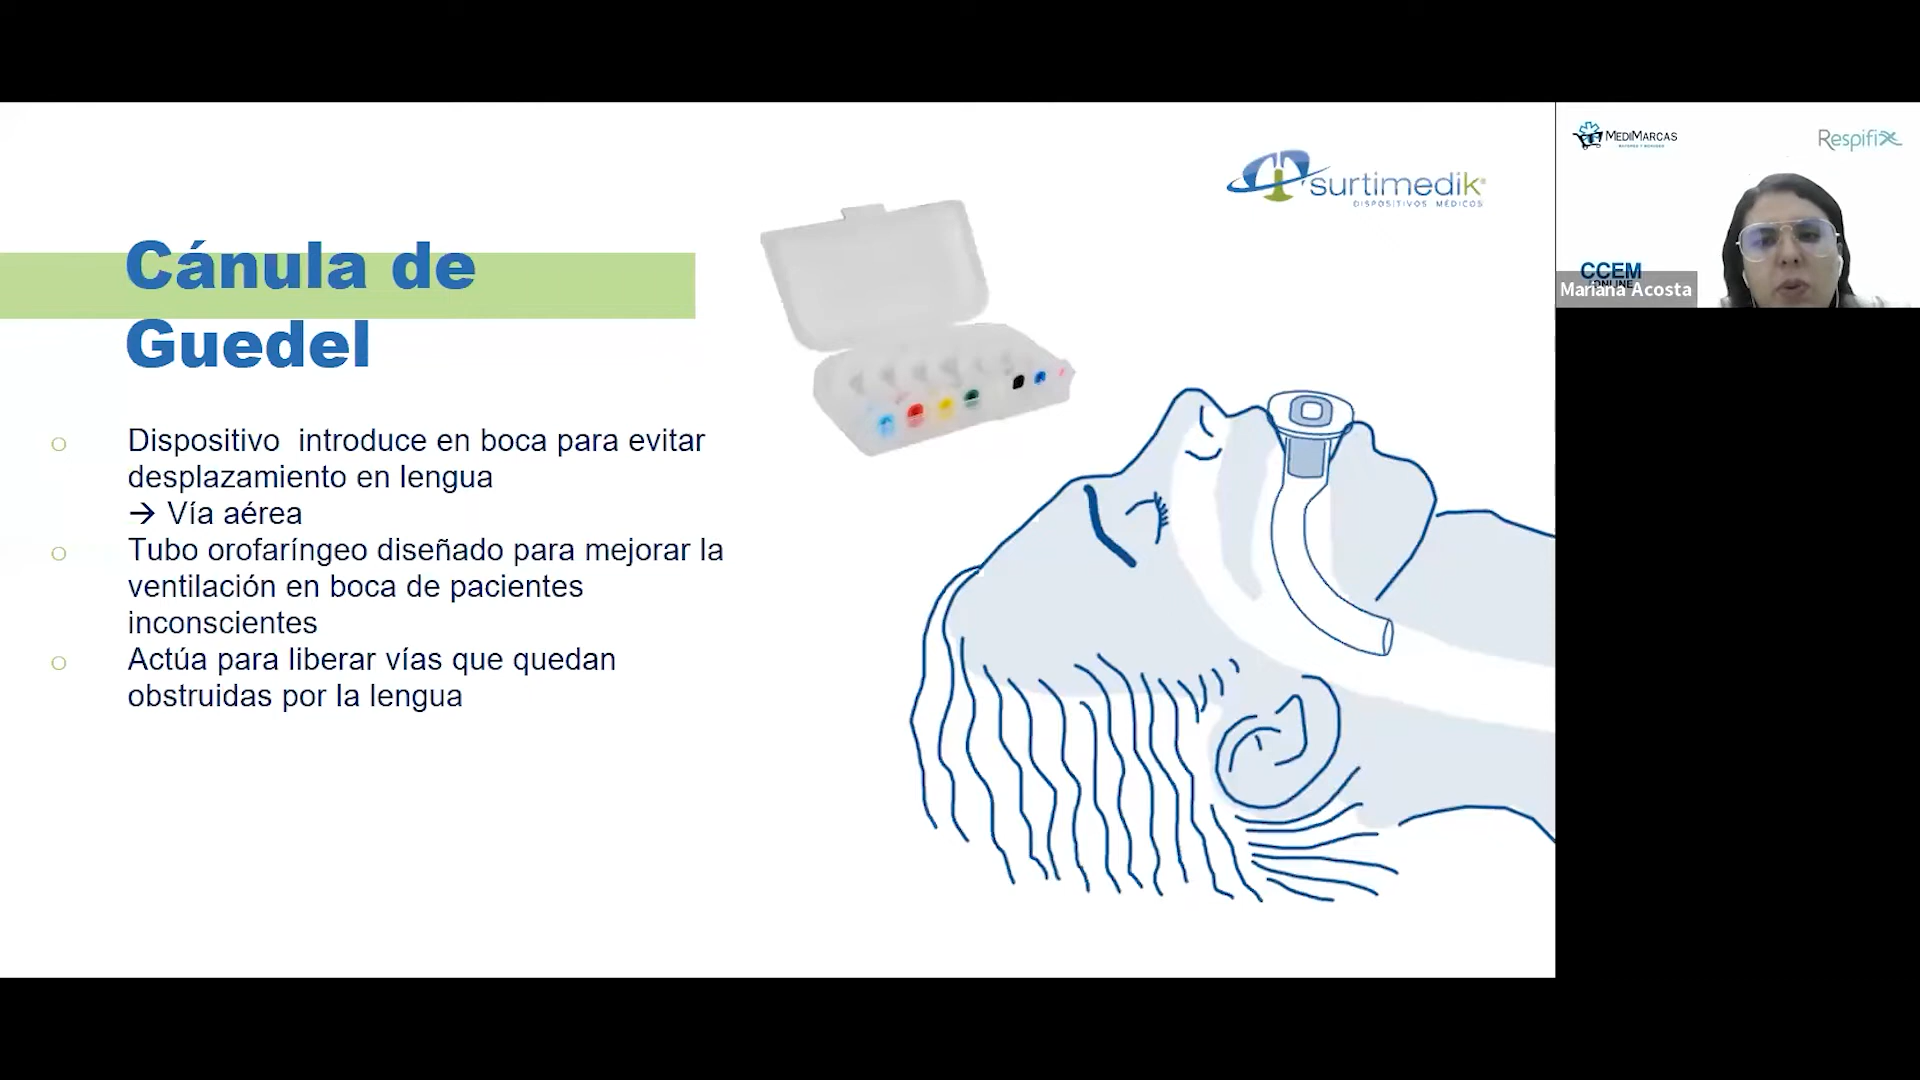 surtimedik
DISPOSITIVOS MÉDICOS
Cánula de
Guedel
Dispositivo introduce en boca para evitar
desplazamiento en lengua
→ Vía aérea
Tubo orofaríngeo diseñado para mejorar la
ventilación en boca de pacientes
inconscientes
Actúa para liberar vías que quedan
obstruidas por la lengua
MEDIMARCAS
Respifix
CCEM
ONLINE
Mariana Acosta